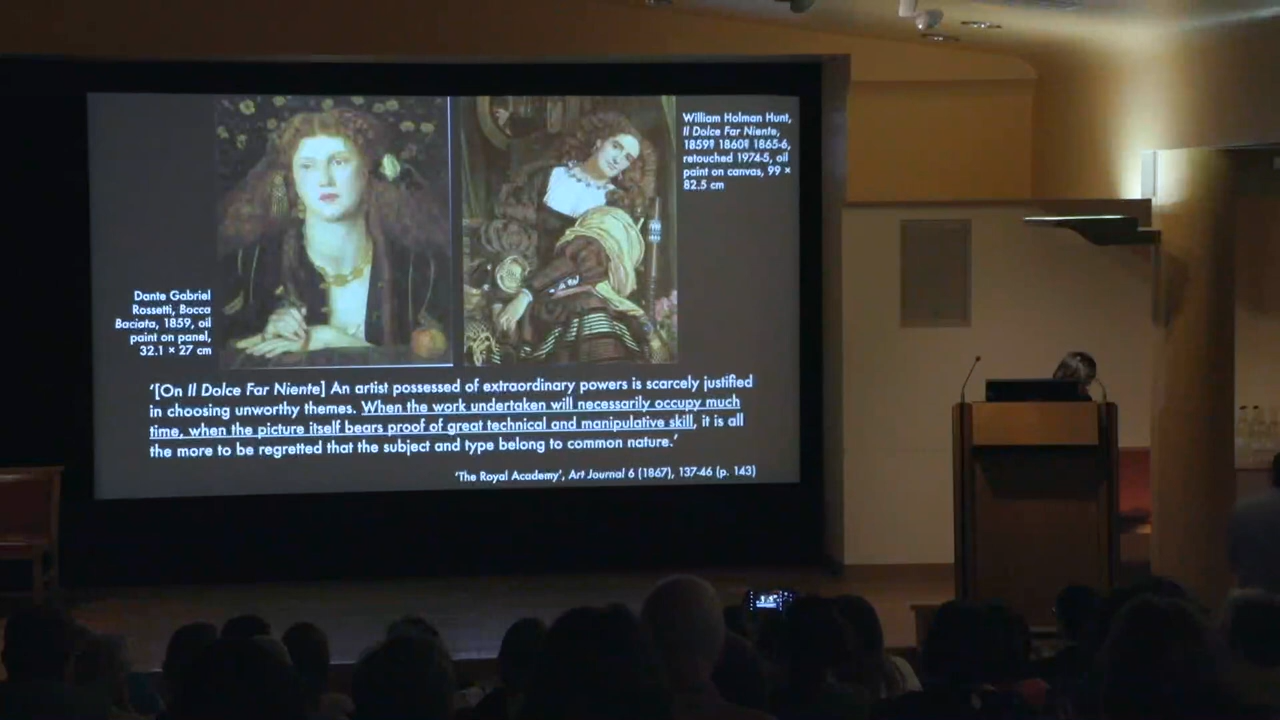 William Holman Hunt,
Il Dolce Far Niente,
1859? 1860? 1865-6,
retouched 1974-5, oil
paint on canvas, 99 ×
82.5 cm
Dante Gabriel
Rossetti, Bocca
Baciata, 1859, oil
paint on panel,
32.1 × 27 cm
‘[On Il Dolce Far Niente] An artist possessed of extraordinary powers is scarcely justified
in choosing unworthy themes. When the work undertaken will necessarily occupy much
time, when the picture itself bears proof of great technical and manipulative skill, it is all
the more to be regretted that the subject and type belong to common nature.’
‘The Royal Academy’, Art Journal 6 (1867), 137-46 (p. 143)